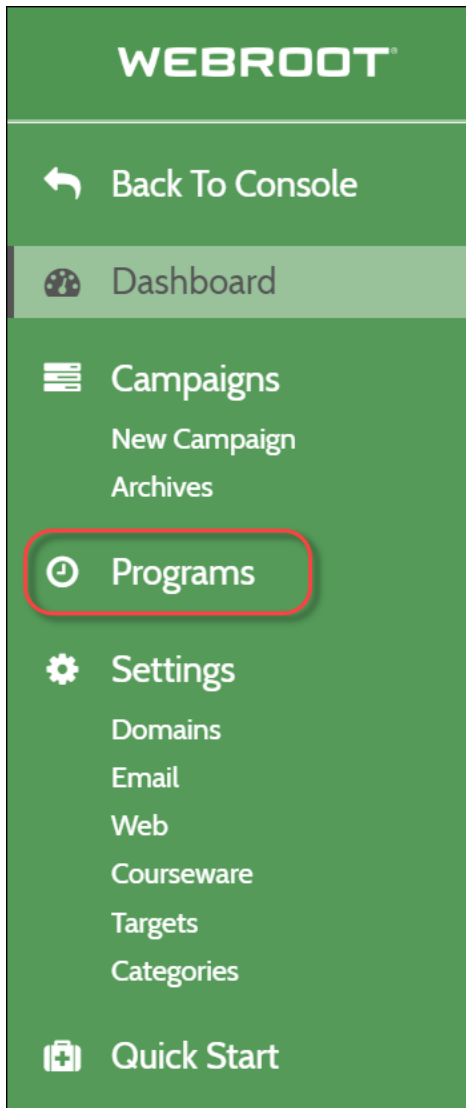 WEBROOT®
Back To Console
Dashboard
Campaigns
New Campaign
Archives
Programs
Settings
Domains
Email
Web
Courseware
Targets
Categories
Quick Start